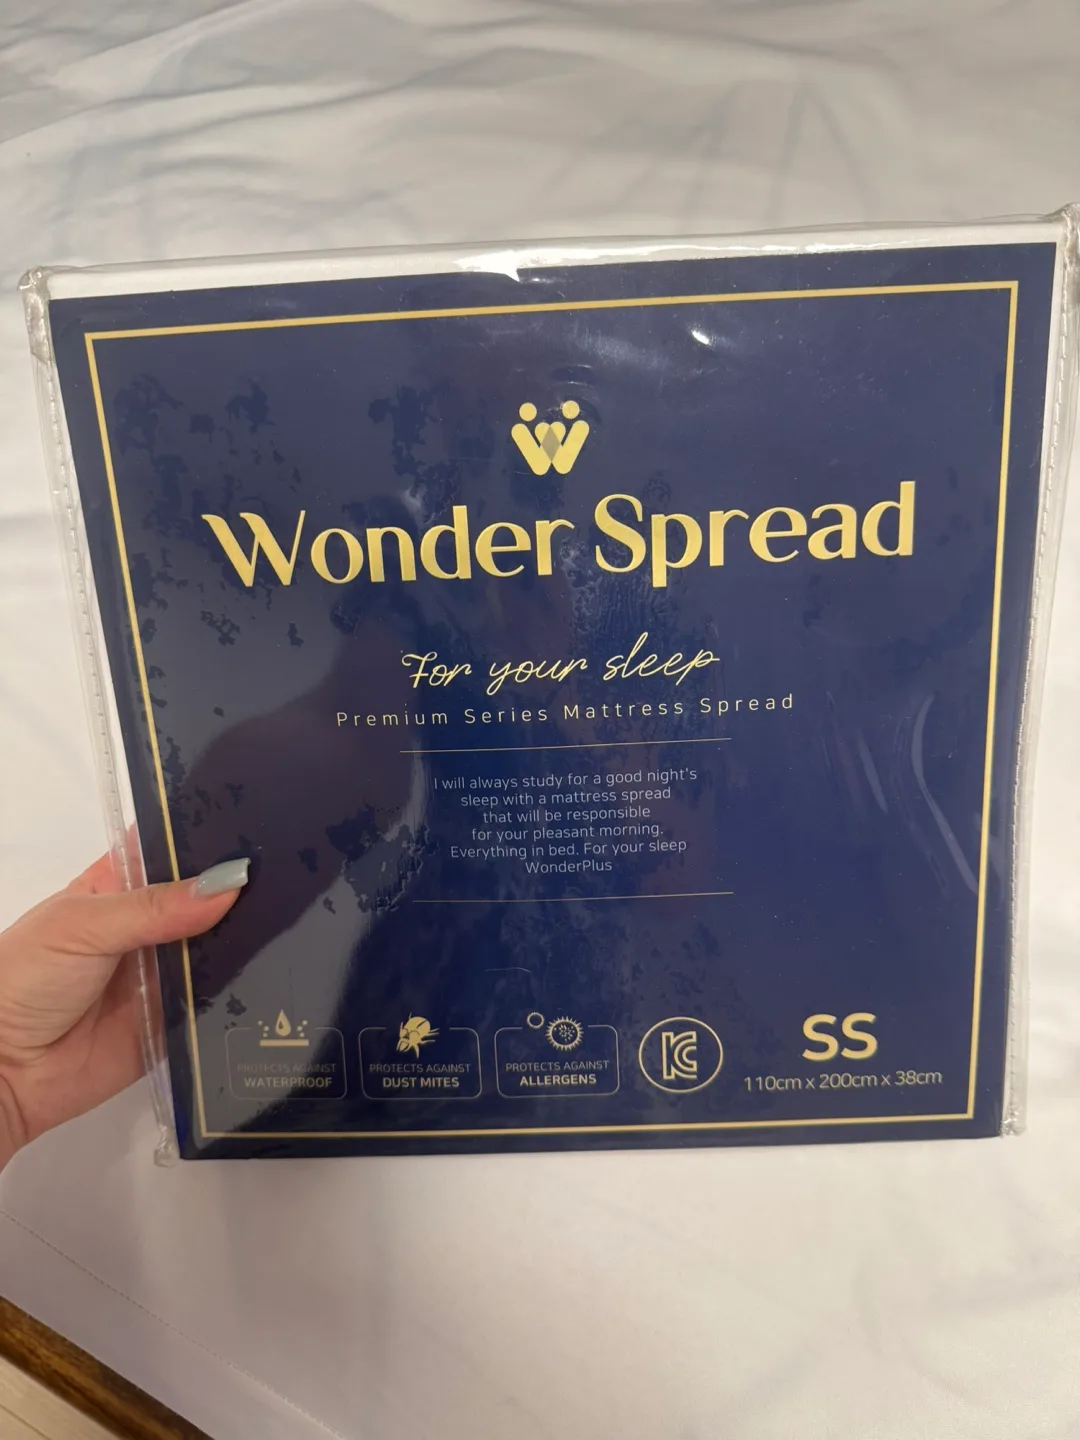 Wonder Spread
For your sleep
Premium Series Mattress Spread
I will always study for a good night's
sleep with a mattress spread
that will be responsible
for your pleasant morning.
Everything in bed. For your sleep
WonderPlus
PROTECTS AGAINST
WATERPROOF
PROTECTS AGAINST
DUST MITES
PROTECTS AGAINST
ALLERGENS
KC
SS
110cm x 200cm x 38cm